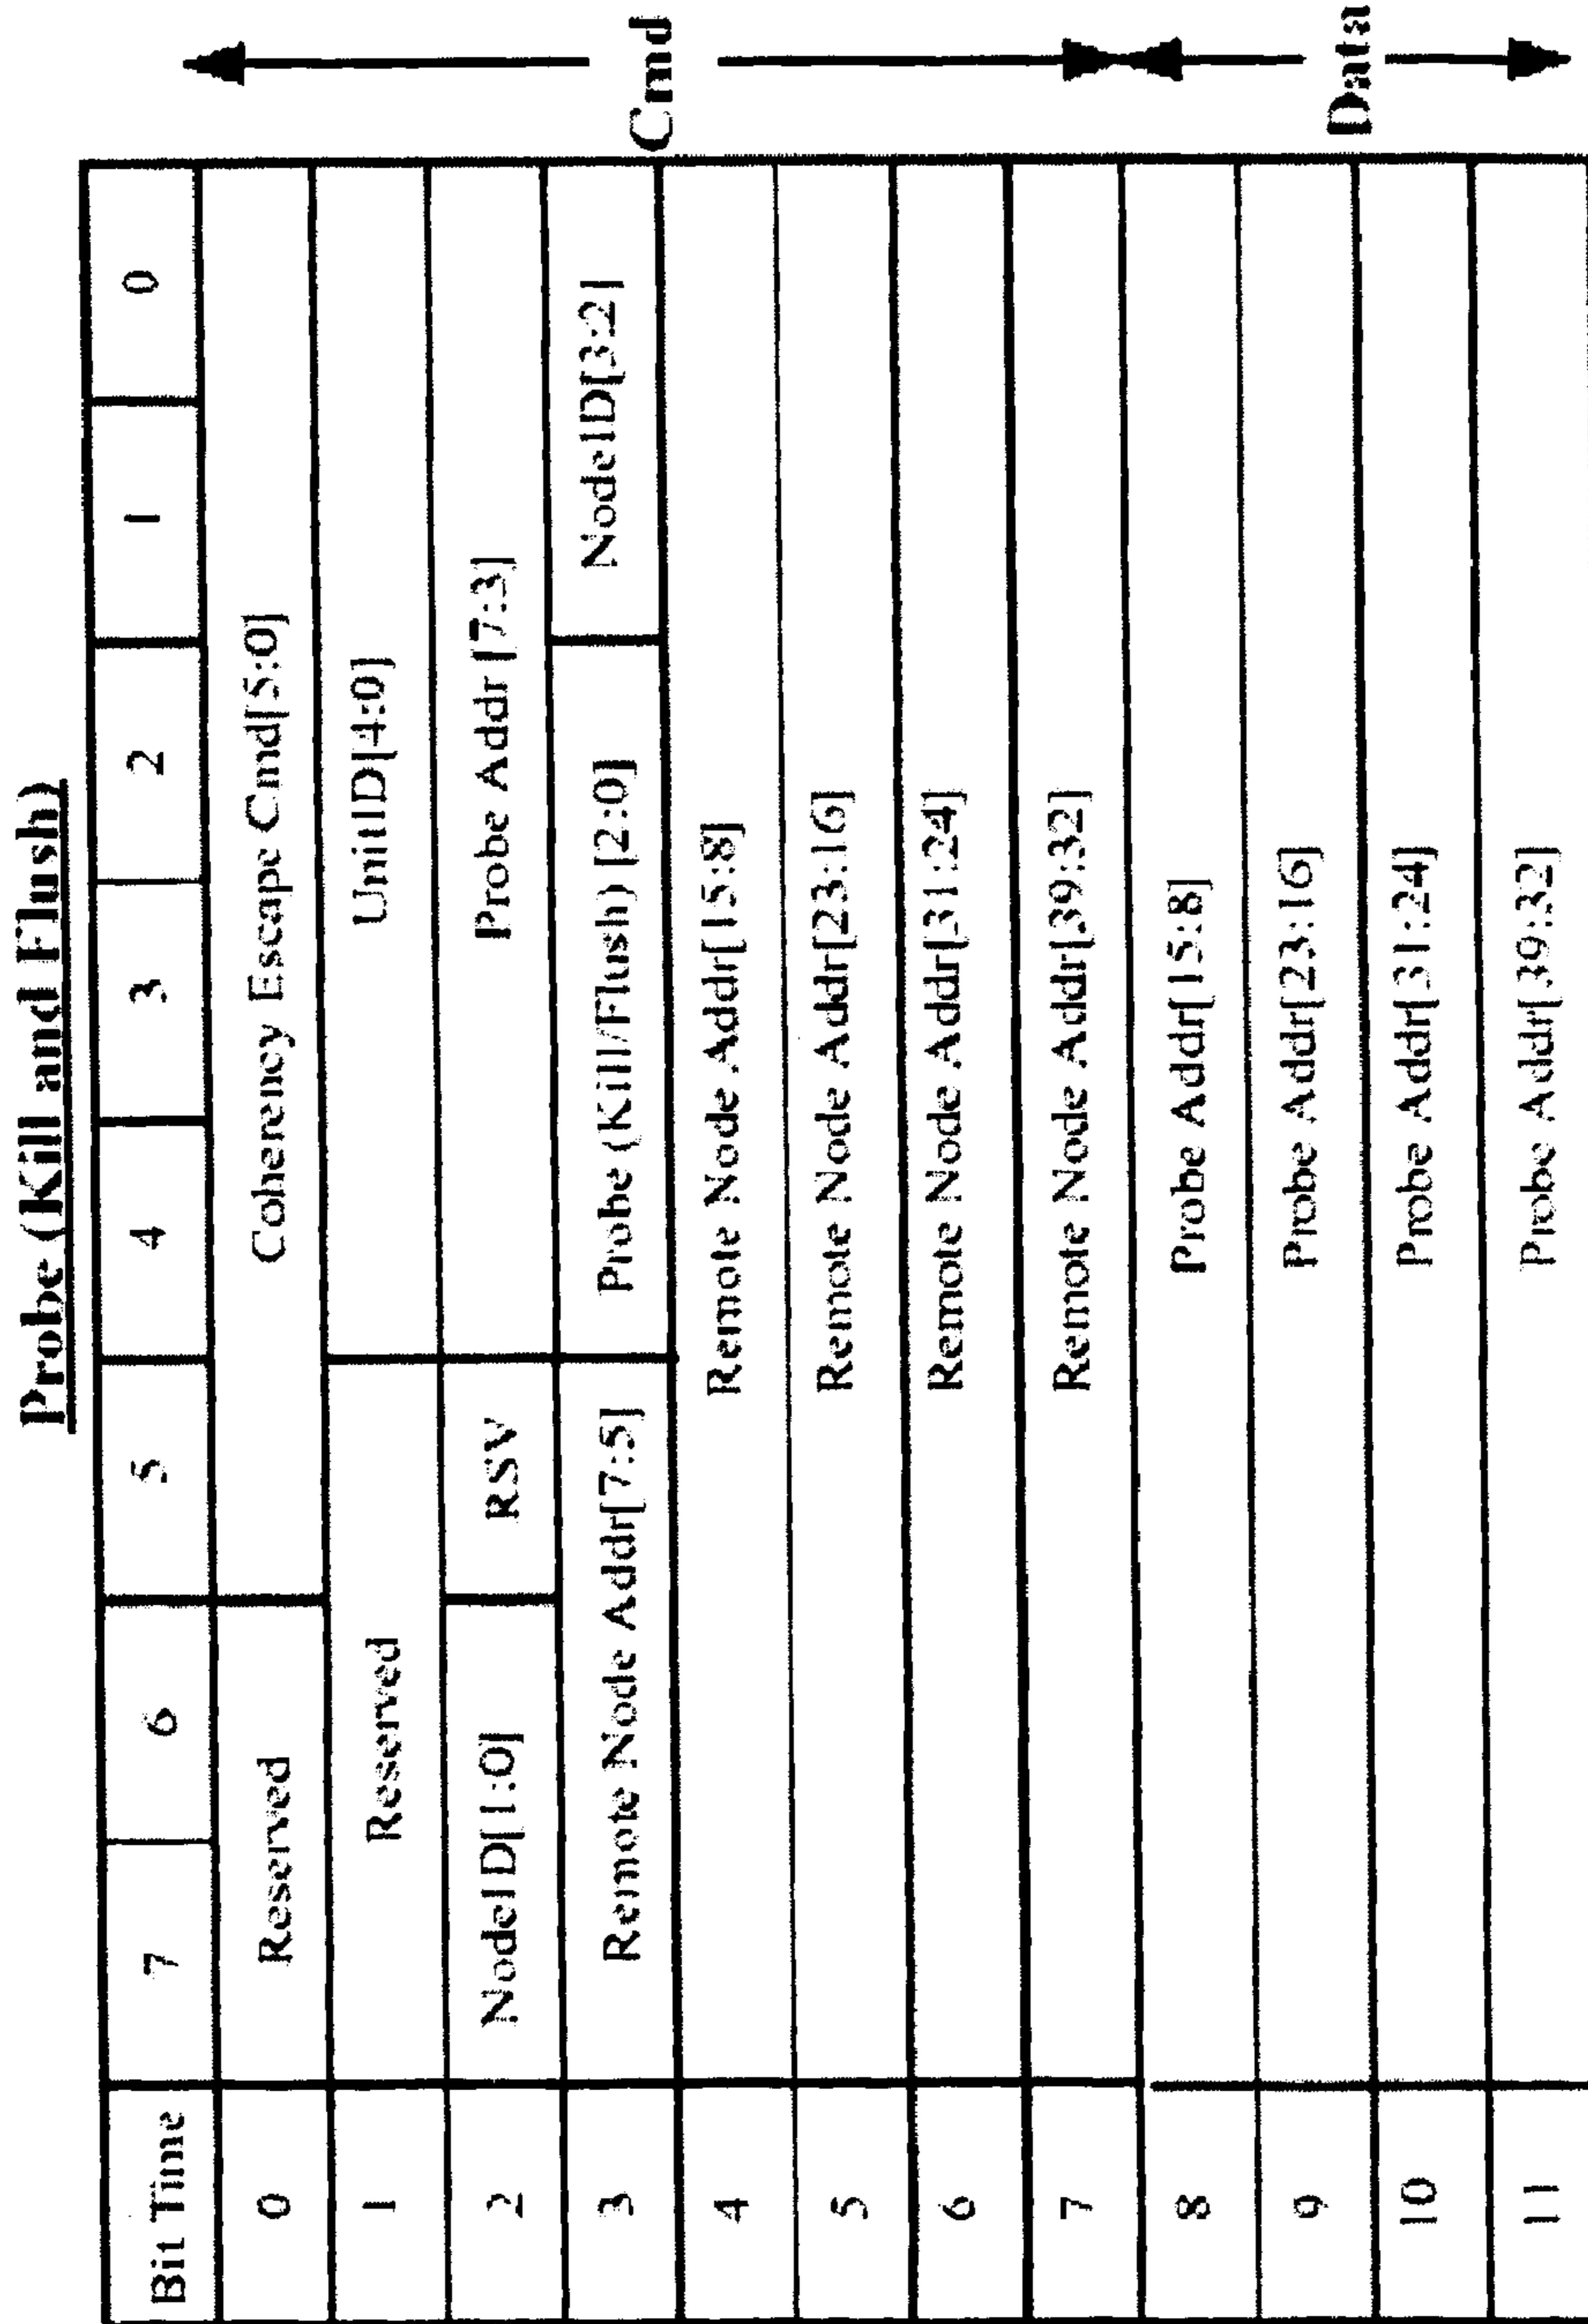 Probe (Kill and Flush)
Bit Time 7 6 5 4 3 2 1 0
0 Reserved Coherency Escape Cmd[5:0]
1 Reserved UnitID[4:0]
2 NodeID[1:0] RSV Probe Addr [7:3]
3 Remote Node Addr[7:5] Probe (Kill/Flush) [2:0] NodeID[3:2]
4 Remote Node Addr[15:8]
5 Remote Node Addr[23:16]
6 Remote Node Addr[31:24]
7 Remote Node Addr[39:32]
8 Probe Addr[15:8]
9 Probe Addr[23:16]
10 Probe Addr[31:24]
11 Probe Addr[39:32]
Cmd
Data